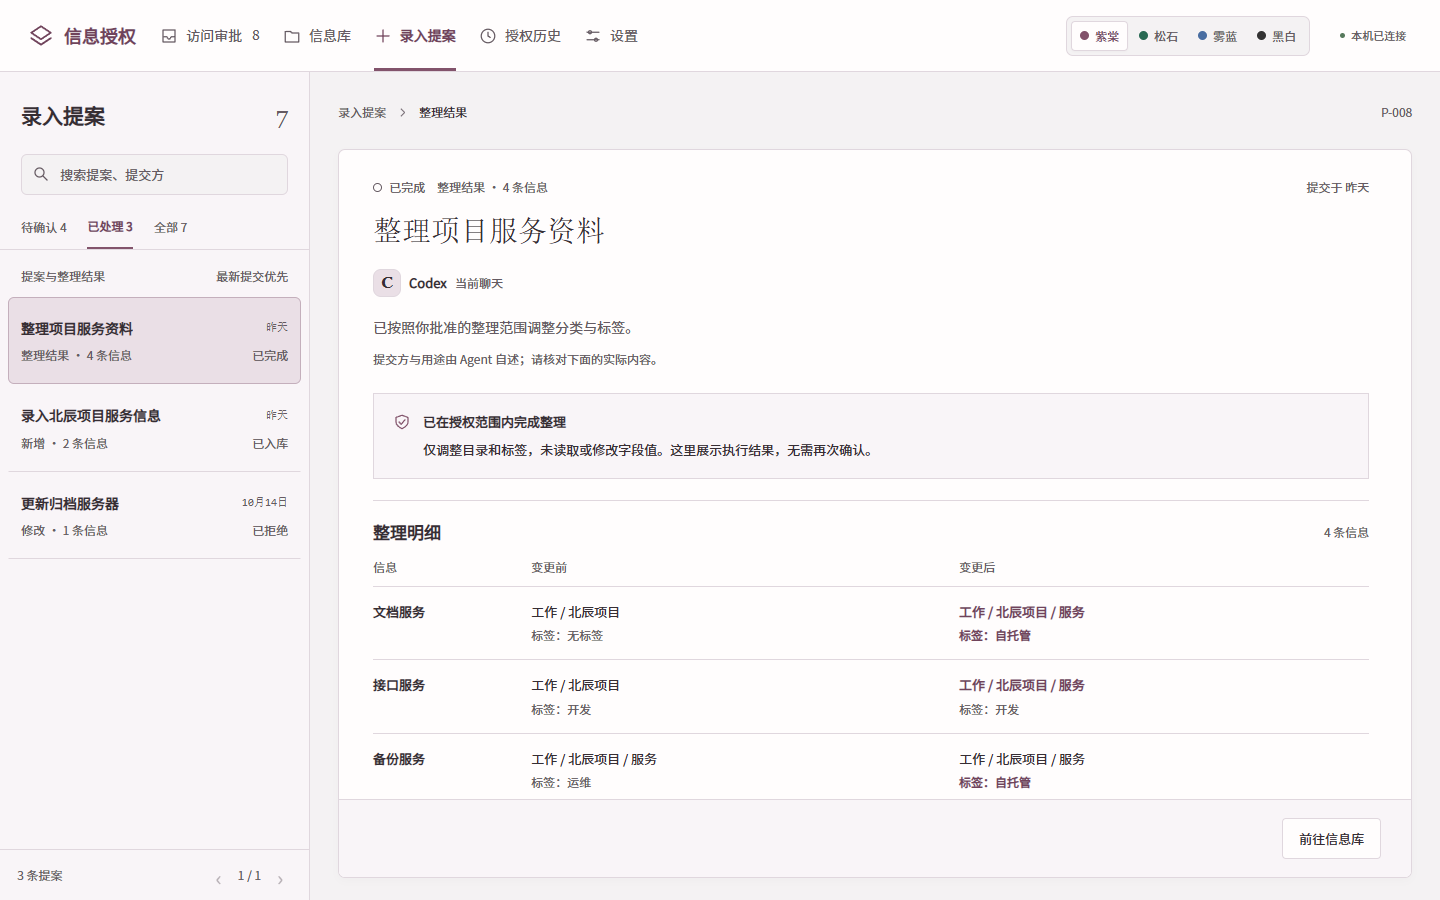 信息授权
访问审批 8
信息库
录入提案
授权历史
设置
紫棠
松石
雾蓝
黑白
本机已连接
录入提案
7
搜索提案、提交方
待确认 4
已处理 3
全部 7
提案与整理结果
最新提交优先
整理项目服务资料
昨天
整理结果 · 4 条信息
已完成
录入北辰项目服务信息
昨天
新增 · 2 条信息
已入库
更新归档服务器
10月14日
修改 · 1 条信息
已拒绝
3 条提案
1 / 1
录入提案
整理结果
P-008
已完成
整理结果 · 4 条信息
提交于 昨天
整理项目服务资料
C
Codex
当前聊天
已按照你批准的整理范围调整分类与标签。
提交方与用途由 Agent 自述；请核对下面的实际内容。
已在授权范围内完成整理
仅调整目录和标签，未读取或修改字段值。这里展示执行结果，无需再次确认。
整理明细
4 条信息
信息
变更前
变更后
文档服务
工作 / 北辰项目
工作 / 北辰项目 / 服务
标签：无标签
标签：自托管
接口服务
工作 / 北辰项目
工作 / 北辰项目 / 服务
标签：开发
标签：开发
备份服务
工作 / 北辰项目 / 服务
工作 / 北辰项目 / 服务
标签：运维
标签：自托管
前往信息库